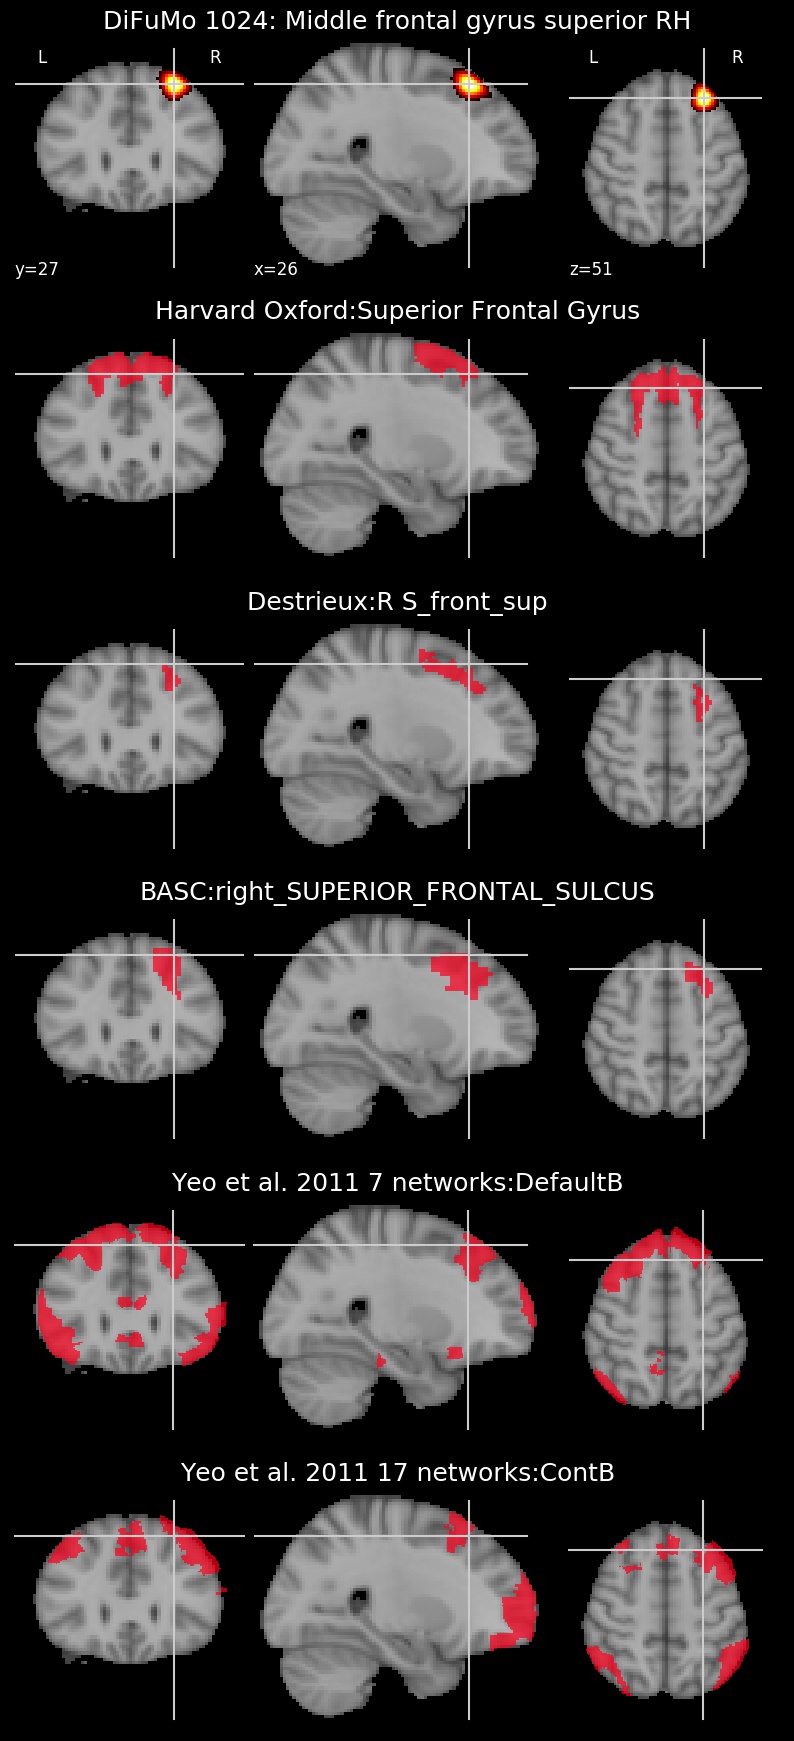 DiFuMo 1024: Middle frontal gyrus superior RH
L R L R
y=27 x=26 z=51
Harvard Oxford:Superior Frontal Gyrus
Destrieux:R S_front_sup
BASC:right_SUPERIOR_FRONTAL_SULCUS
Yeo et al. 2011 7 networks:DefaultB
Yeo et al. 2011 17 networks:ContB